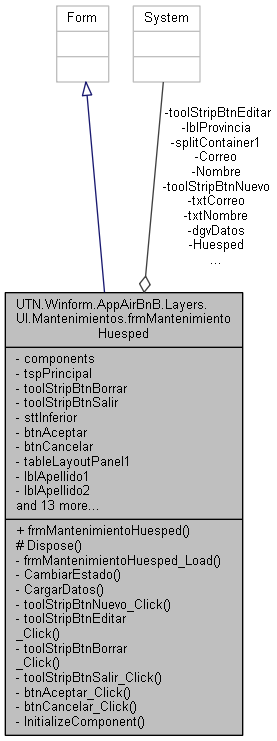 Form
System
-toolStripBtnEditar
-lblProvincia
-splitContainer1
-Correo
-Nombre
-toolStripBtnNuevo
-txtCorreo
-txtNombre
-dgvDatos
-Huesped
...
UTN.Winform.AppAirBnB.Layers.
UI.Mantenimientos.frmMantenimiento
Huesped
- components
- tspPrincipal
- toolStripBtnBorrar
- toolStripBtnSalir
- sttInferior
- btnAceptar
- btnCancelar
- tableLayoutPanel1
- lblApellido1
- lblApellido2
and 13 more...
+ frmMantenimientoHuesped()
# Dispose()
- frmMantenimientoHuesped_Load()
- CambiarEstado()
- CargarDatos()
- toolStripBtnNuevo_Click()
- toolStripBtnEditar
_Click()
- toolStripBtnBorrar
_Click()
- toolStripBtnSalir_Click()
- btnAceptar_Click()
- btnCancelar_Click()
- InitializeComponent()